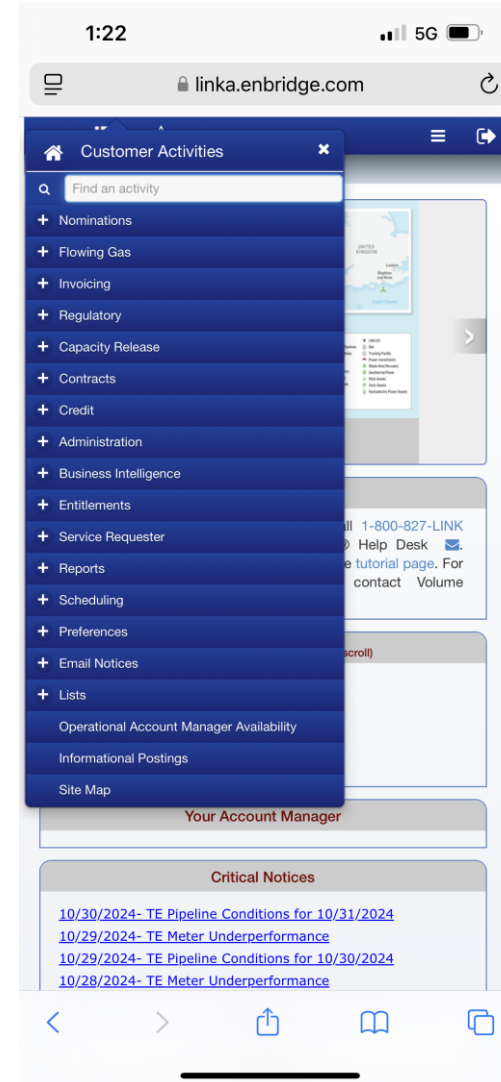 1:22
5G
linka.enbridge.com
Customer Activities
Find an activity
Nominations
Flowing Gas
Invoicing
Regulatory
Capacity Release
Contracts
Credit
Administration
Business Intelligence
Entitlements
Service Requester
Reports
Scheduling
Preferences
Email Notices
Lists
Operational Account Manager Availability
Informational Postings
Site Map
UNITED
KINGDOM
London
1-800-827-LINK
Help Desk
tutorial page. For
contact Volume
scroll)
Your Account Manager
Critical Notices
10/30/2024- TE Pipeline Conditions for 10/31/2024
10/29/2024- TE Meter Underperformance
10/29/2024- TE Pipeline Conditions for 10/30/2024
10/28/2024- TE Meter Underperformance